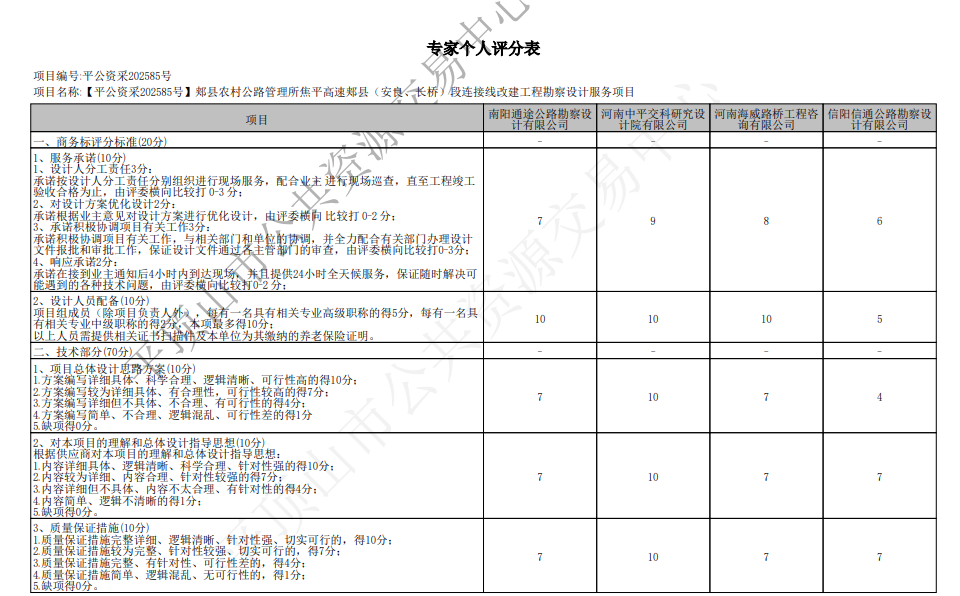 专家个人评分表
项目编号:平公资采202585号
项目名称:【平公资采202585号】郏县农村公路管理所焦平高速郏县（安良、长桥）段连接线改建工程勘察设计服务项目
项目
南阳通途公路勘察设计有限公司
河南中平交科研究设计院有限公司
河南海威路桥工程咨询有限公司
信阳信通公路勘察设计有限公司
一、商务标评分标准(20分) - - - -
1、服务承诺(10分)
1、设计人分工责任3分：
承诺按设计人分工责任分别组织进行现场服务，配合业主 进行现场巡查，直至工程竣工
验收合格为止，由评委横向比较打 0-3 分；
2、对设计方案优化设计2分：
承诺根据业主意见对设计方案进行优化设计，由评委横向 比较打 0-2 分；
3、承诺积极协调项目有关工作3分：
承诺积极协调项目有关工作，与相关部门和单位的协调，并全力配合有关部门办理设计
文件报批和审批工作，保证设计文件通过各主管部门的审查，由评委横向比较打0-3分；
4、响应承诺2分：
承诺在接到业主通知后4小时内到达现场，并且提供24小时全天候服务，保证随时解决可
能遇到的各种技术问题，由评委横向比较打0-2 分；
7 9 8 6
2、设计人员配备(10分)
项目组成员（除项目负责人外），每有一名具有相关专业高级职称的得5分，每有一名具
有相关专业中级职称的得2分，本项最多得10分；
以上人员需提供相关证书扫描件及本单位为其缴纳的养老保险证明。
10 10 10 5
二、技术部分(70分) - - - -
1、项目总体设计思路方案(10分)
1.方案编写详细具体、科学合理、逻辑清晰、可行性高的得10分；
2.方案编写较为详细具体、有合理性，可行性较高的得7分；
3.方案编写详细但不具体、不合理、有可行性的得4分；
4.方案编写简单、不合理、逻辑混乱、可行性差的得1分
5.缺项得0分。
7 10 7 4
2、对本项目的理解和总体设计指导思想(10分)
根据供应商对本项目的理解和总体设计指导思想：
1.内容详细具体、逻辑清晰、科学合理、针对性强的得10分；
2.内容较为详细、内容合理、针对性较强的得7分；
3.内容详细但不具体、内容不太合理、有针对性的得4分；
4.内容简单、逻辑不清晰的得1分；
5.缺项得0分。
7 10 7 7
3、质量保证措施(10分)
1.质量保证措施完整详细、逻辑清晰、针对性强、切实可行的，得10分；
2.质量保证措施较为完整、针对性较强、切实可行的，得7分；
3.质量保证措施完整、有针对性、可行性差的，得4分；
4.质量保证措施简单、逻辑混乱、无可行性的，得1分；
5.缺项得0分。
7 10 7 7
平顶山市公共资源交易中心
平顶山市公共资源交易中心